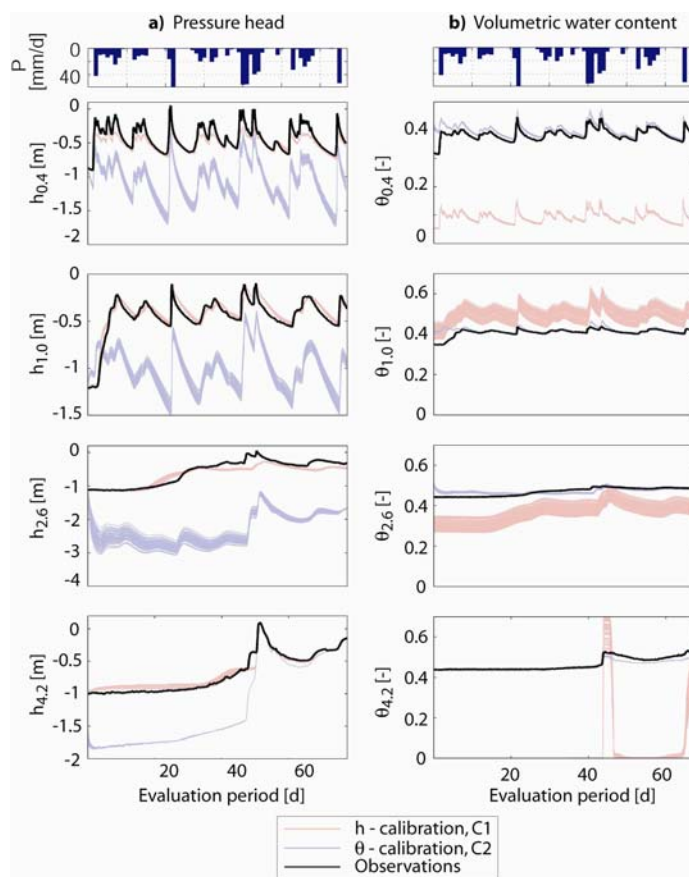 a) Pressure head
b) Volumetric water content
P [mm/d]
0
40
h0.4 [m]
0
-0.5
-1
-1.5
-2
θ0.4 [-]
0.4
0.2
0
h1.0 [m]
0
-0.5
-1
-1.5
θ1.0 [-]
0.6
0.4
0.2
0
h2.6 [m]
0
-1
-2
-3
-4
θ2.6 [-]
0.6
0.4
0.2
0
h4.2 [m]
0
-0.5
-1
-1.5
-2
θ4.2 [-]
0.6
0.4
0.2
0
20 40 60
20 40 60
Evaluation period [d]
Evaluation period [d]
h - calibration, C1
θ - calibration, C2
Observations